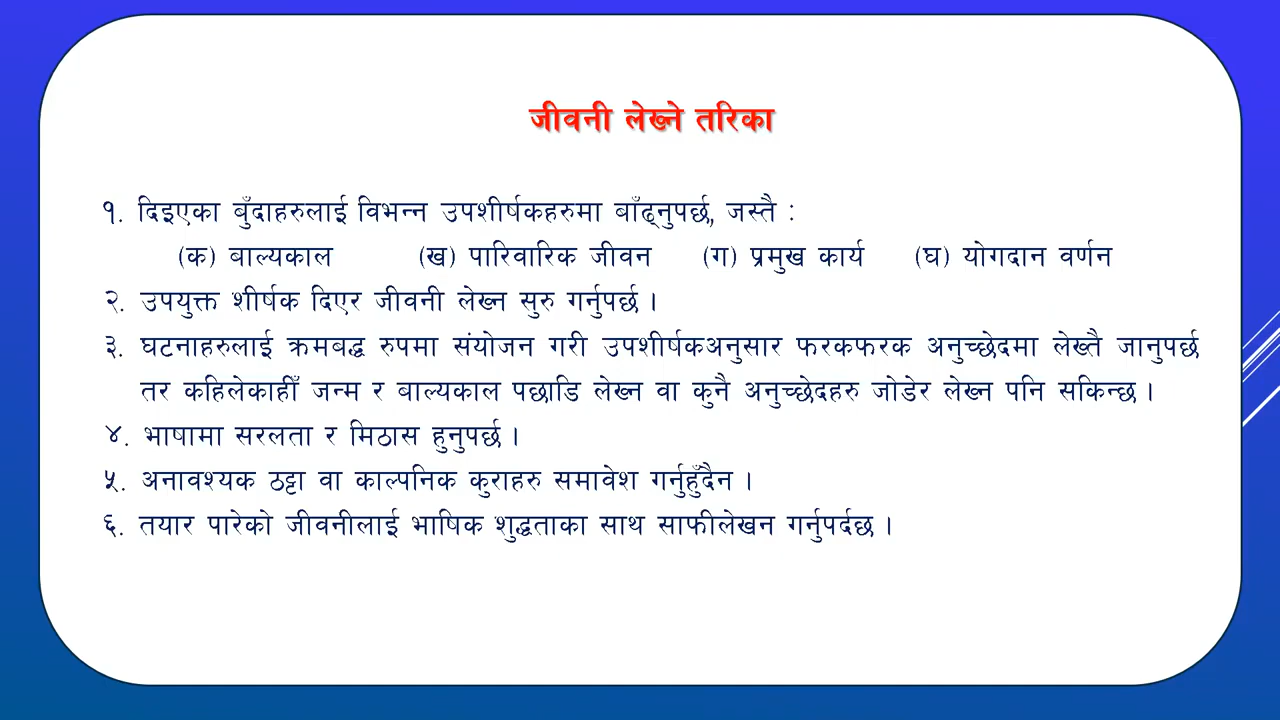 जीवनी लेख्ने तरिका
१. दिइएका बुँदाहरुलाई विभन्न उपशीर्षकहरुमा बाँढ्नुपर्छ, जस्तै :
(क) बाल्यकाल (ख) पारिवारिक जीवन (ग) प्रमुख कार्य (घ) योगदान वर्णन
२. उपयुक्त शीर्षक दिएर जीवनी लेख्न सुरु गर्नुपर्छ ।
३. घटनाहरुलाई क्रमबद्ध रुपमा संयोजन गरी उपशीर्षकअनुसार फरकफरक अनुच्छेदमा लेख्तै जानुपर्छ
तर कहिलेकाहीँ जन्म र बाल्यकाल पछाडि लेख्न वा कुनै अनुच्छेदहरु जोडेर लेख्न पनि सकिन्छ ।
४. भाषामा सरलता र मिठास हुनुपर्छ ।
५. अनावश्यक ठट्टा वा काल्पनिक कुराहरु समावेश गर्नुहुँदैन ।
६. तयार पारेको जीवनीलाई भाषिक शुद्धताका साथ साफीलेखन गर्नुपर्दछ ।